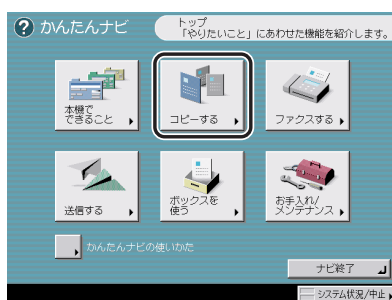 ? かんたんナビ
トップ
「やりたいこと」にあわせた機能を紹介します。
本機で
できること
コピーする
ファクスする
送信する
ボックスを
使う
お手入れ/
メンテナンス
かんたんナビの使いかた
ナビ終了
システム状況/中止